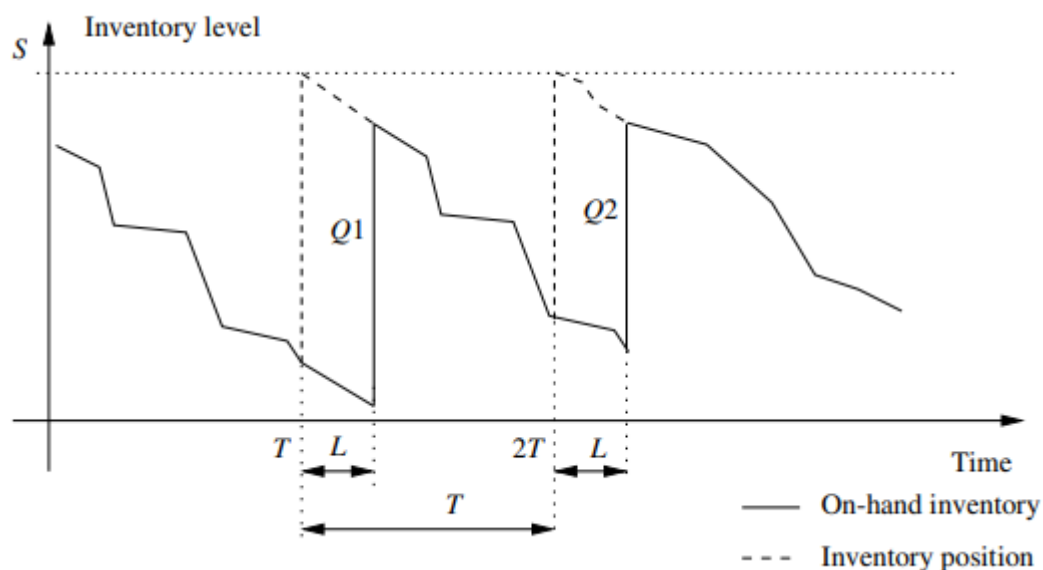 Inventory level
S
Q1
Q2
T
L
2T
L
Time
T
On-hand inventory
Inventory position